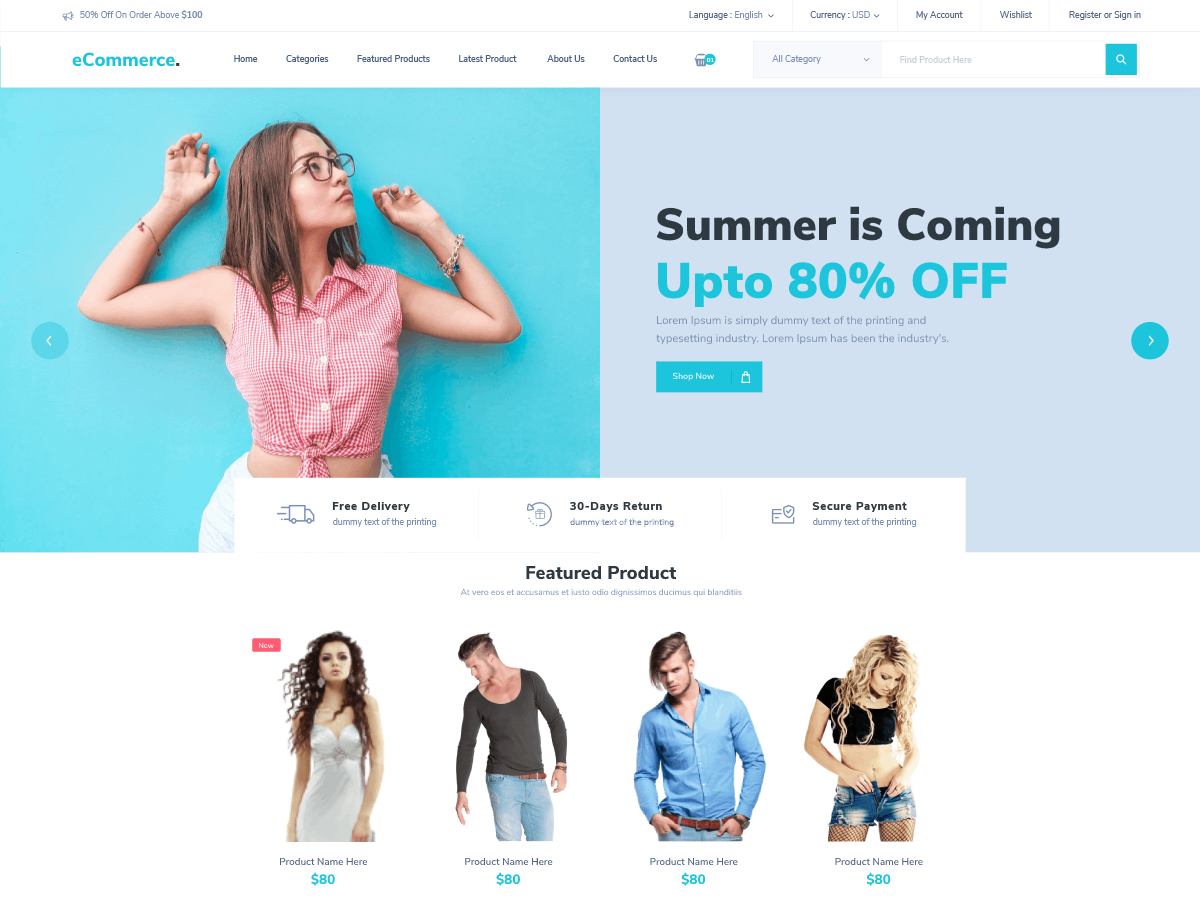 50% Off On Order Above $100
Language : English
Currency : USD
My Account
Wishlist
Register or Sign in
eCommerce.
Home
Categories
Featured Products
Latest Product
About Us
Contact Us
01
All Category
Find Product Here
Summer is Coming
Upto 80% OFF
Lorem Ipsum is simply dummy text of the printing and
typesetting industry. Lorem Ipsum has been the industry's.
Shop Now
Free Delivery
dummy text of the printing
30-Days Return
dummy text of the printing
Secure Payment
dummy text of the printing
Featured Product
At vero eos et accusamus et iusto odio dignissimos ducimus qui blanditiis
New
Product Name Here
$80
Product Name Here
$80
Product Name Here
$80
Product Name Here
$80